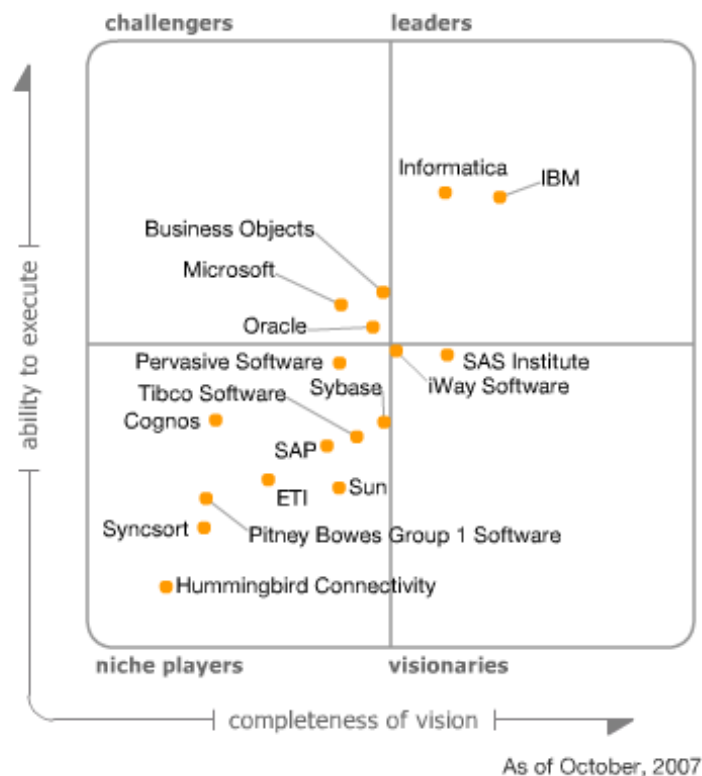 challengers
leaders
Informatica
IBM
Business Objects
Microsoft
Oracle
Pervasive Software
SAS Institute
iWay Software
Tibco Software
Sybase
Cognos
SAP
ETI
Sun
Syncsort
Pitney Bowes Group 1 Software
Hummingbird Connectivity
niche players
visionaries
ability to execute
completeness of vision
As of October, 2007